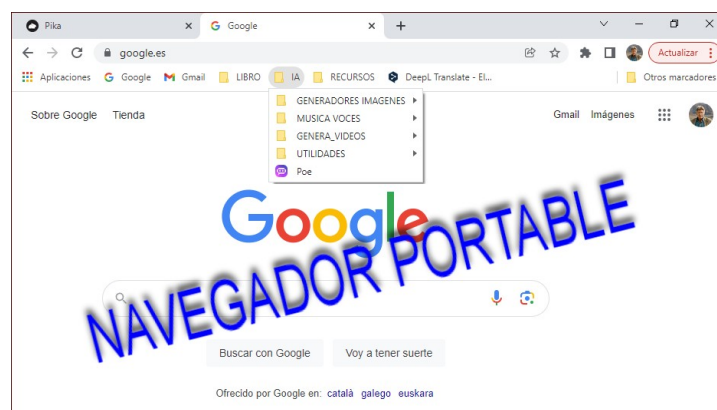 Pika
Google
google.es
Actualizar
Aplicaciones Google Gmail LIBRO IA RECURSOS DeepL Translate - El... Otros marcadores
GENERADORES IMAGENES
MUSICA VOCES
GENERA_VIDEOS
UTILIDADES
Poe
Sobre Google Tienda
Gmail Imágenes
Google
NAVEGADOR PORTABLE
Buscar con Google Voy a tener suerte
Ofrecido por Google en: català galego euskara